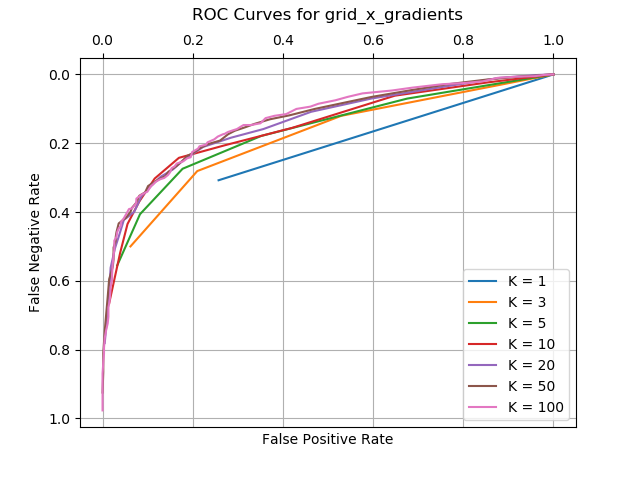 ROC Curves for grid_x_gradients
0.0 0.2 0.4 0.6 0.8 1.0
0.0
0.2
0.4
0.6
0.8
1.0
False Negative Rate
K = 1
K = 3
K = 5
K = 10
K = 20
K = 50
K = 100
False Positive Rate